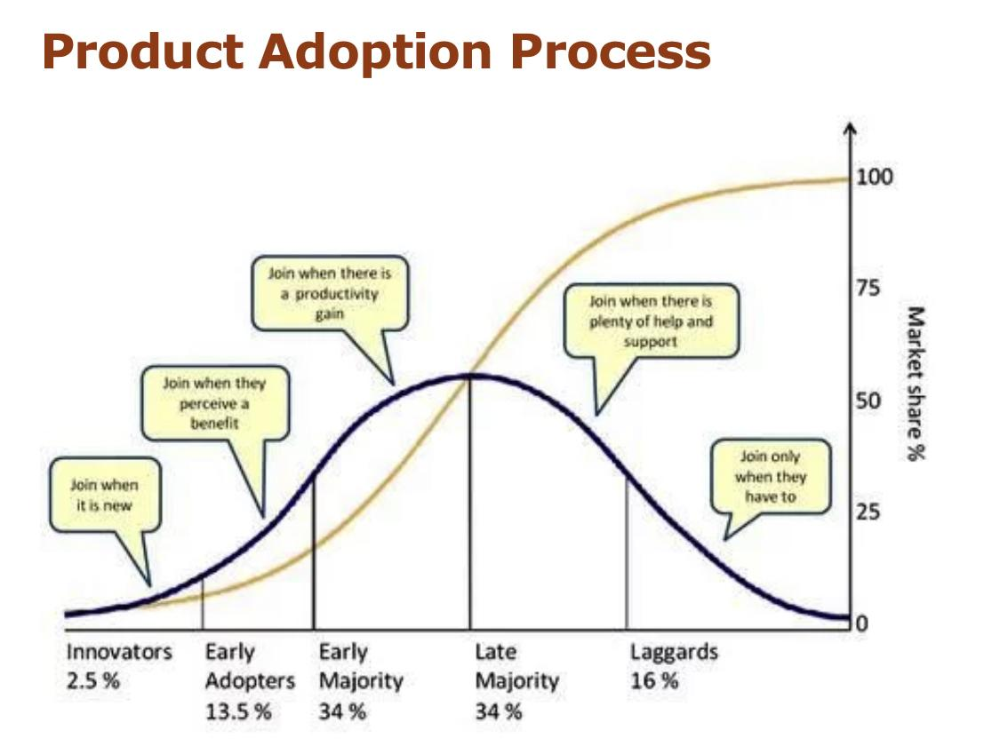 Product Adoption Process
100
Join when there is
a productivity
gain
Join when there is
plenty of help and
support
75
Market share %
Join when they
perceive a
benefit
50
Join when
it is new
Join only
when they
have to
25
0
Innovators
2.5 %
Early
Adopters
13.5 %
Early
Majority
34 %
Late
Majority
34 %
Laggards
16 %